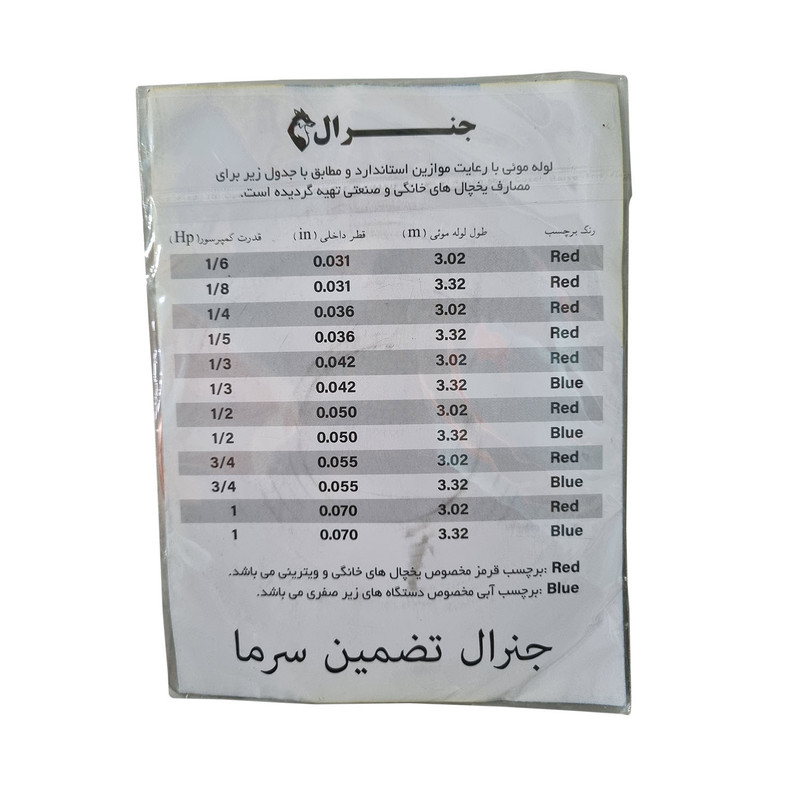 جنـــرال
لوله موئی با رعایت موازین استاندارد و مطابق با جدول زیر برای
مصارف یخچال های خانگی و صنعتی تهیه گردیده است.
رنگ برچسب طول لوله موئی (m) قطر داخلی (in) قدرت کمپرسور (Hp)
Red 3.02 0.031 1/6
Red 3.32 0.031 1/8
Red 3.02 0.036 1/4
Red 3.32 0.036 1/5
Red 3.02 0.042 1/3
Blue 3.32 0.042 1/3
Red 3.02 0.050 1/2
Blue 3.32 0.050 1/2
Red 3.02 0.055 3/4
Blue 3.32 0.055 3/4
Red 3.02 0.070 1
Blue 3.32 0.070 1
Red :برچسب قرمز مخصوص یخچال های خانگی و ویترینی می باشد.
Blue :برچسب آبی مخصوص دستگاه های زیر صفری می باشد.
جنرال تضمین سرما